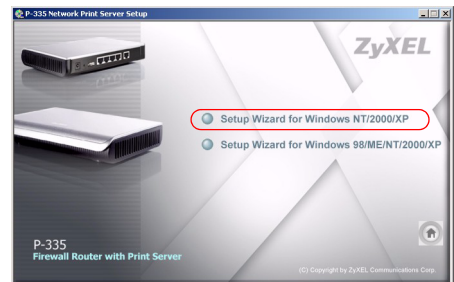 P-335 Network Print Server Setup
ZyXEL
Setup Wizard for Windows NT/2000/XP
Setup Wizard for Windows 98/ME/NT/2000/XP
P-335
Firewall Router with Print Server
(C) Copyright by ZyXEL Communications Corp.